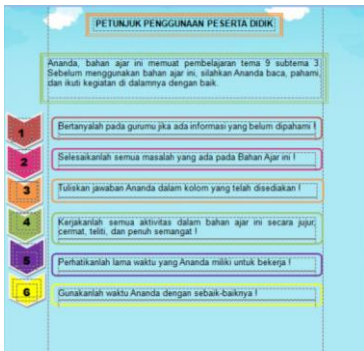 PETUNJUK PENGGUNAAN PESERTA DIDIK
Ananda, bahan ajar ini memuat pembelajaran tema 9 subtema 3.
Sebelum menggunakan bahan ajar ini, silahkan Ananda baca, pahami,
dan ikuti kegiatan di dalamnya dengan baik.
1 Bertanyalah pada gurumu jika ada informasi yang belum dipahami !
2 Selesaikanlah semua masalah yang ada pada Bahan Ajar ini !
3 Tuliskan jawaban Ananda dalam kolom yang telah disediakan !
4 Kerjakanlah semua aktivitas dalam bahan ajar ini secara jujur,
cermat, teliti, dan penuh semangat !
5 Perhatikanlah lama waktu yang Ananda miliki untuk bekerja !
6 Gunakanlah waktu Ananda dengan sebaik-baiknya !